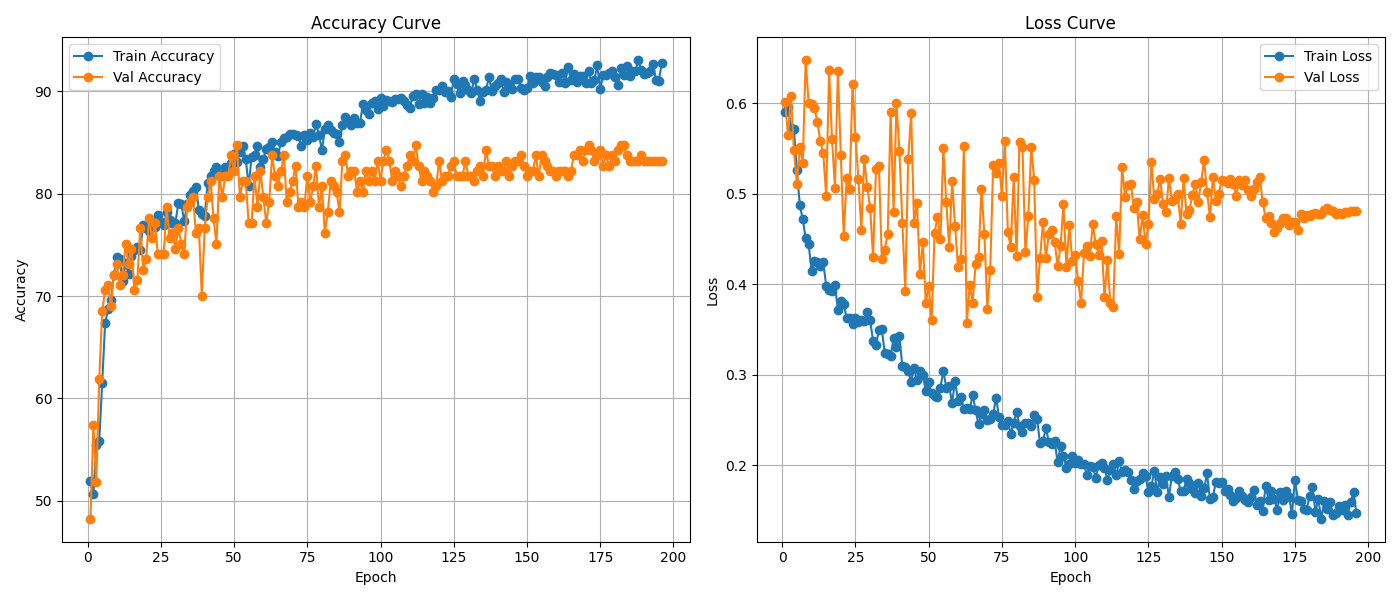 Accuracy Curve
Train Accuracy
Val Accuracy
Accuracy
90
80
70
60
50
0 25 50 75 100 125 150 175 200
Epoch
Loss Curve
Train Loss
Val Loss
Loss
0.6
0.5
0.4
0.3
0.2
0 25 50 75 100 125 150 175 200
Epoch